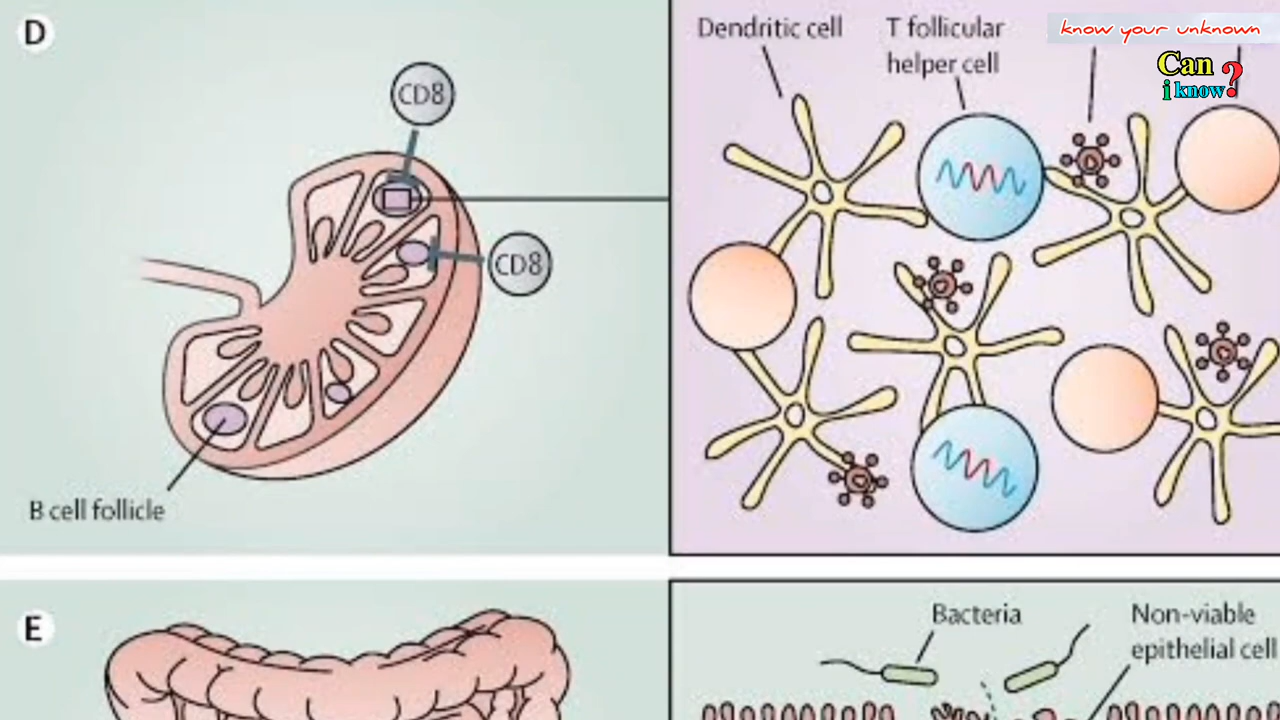 D
CD8
CD8
B cell follicle
Dendritic cell
T follicular
helper cell
know your unknown
Can
i know?
E
Bacteria
Non-viable
epithelial cell